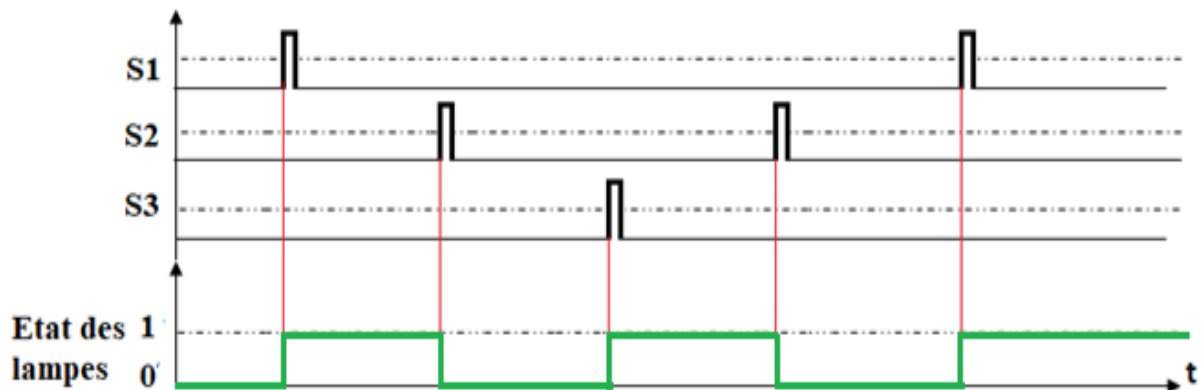 S1
S2
S3
Etat des 1
lampes 0
t